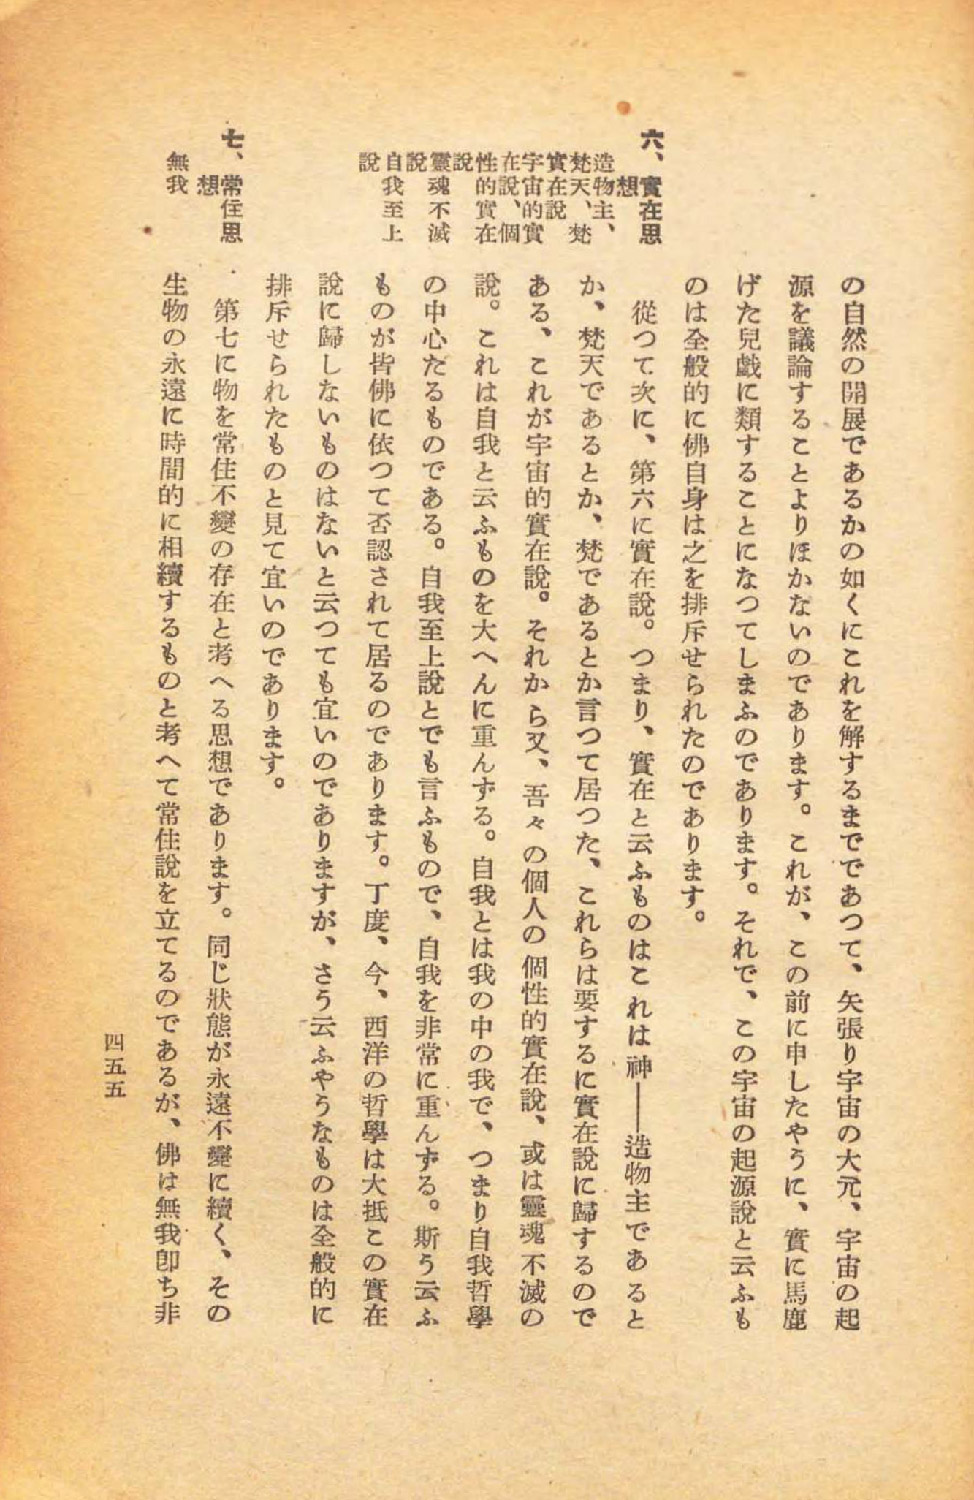 の自然の開展であるかの如くにこれを解するまでであつて、矢張り宇宙の大元、宇宙の起
源を議論することよりほかないのであります。これが、この前に申したやうに、實に馬鹿
げた兒戯に類することになつてしまふのであります。それで、この宇宙の起源說と云ふも
のは全般的に佛自身は之を排斥せられたのであります。
六、實在思
想
造物主、
梵天、梵
實在說
宇宙的實
在說、個
性的實在
說
靈魂不滅
說
自我至上
說
從つて次に、第六に實在說。つまり、實在と云ふものはこれは神——造物主であると
か、梵天であるとか、梵であるとか言つて居つた、これらは要するに實在說に歸するので
ある、これが宇宙的實在說。それから又、吾々の個人の個性的實在說、或は靈魂不滅の
說。これは自我と云ふものを大へんに重んずる。自我とは我の中の我で、つまり自我哲學
の中心たるものである。自我至上說とでも言ふもので、自我を非常に重んずる。斯う云ふ
ものが皆佛に依つて否認されて居るのであります。丁度、今、西洋の哲學は大抵この實在
說に歸しないものはないと云つても宜いのでありますが、さう云ふやうなものは全般的に
排斥せられたものと見て宜いのであります。
七、常住思
想
無我
第七に物を常住不變の存在と考へる思想であります。同じ狀態が永遠不變に續く、その
生物の永遠に時間的に相續するものと考へて常住說を立てるのであるが、佛は無我卽ち非
四五五